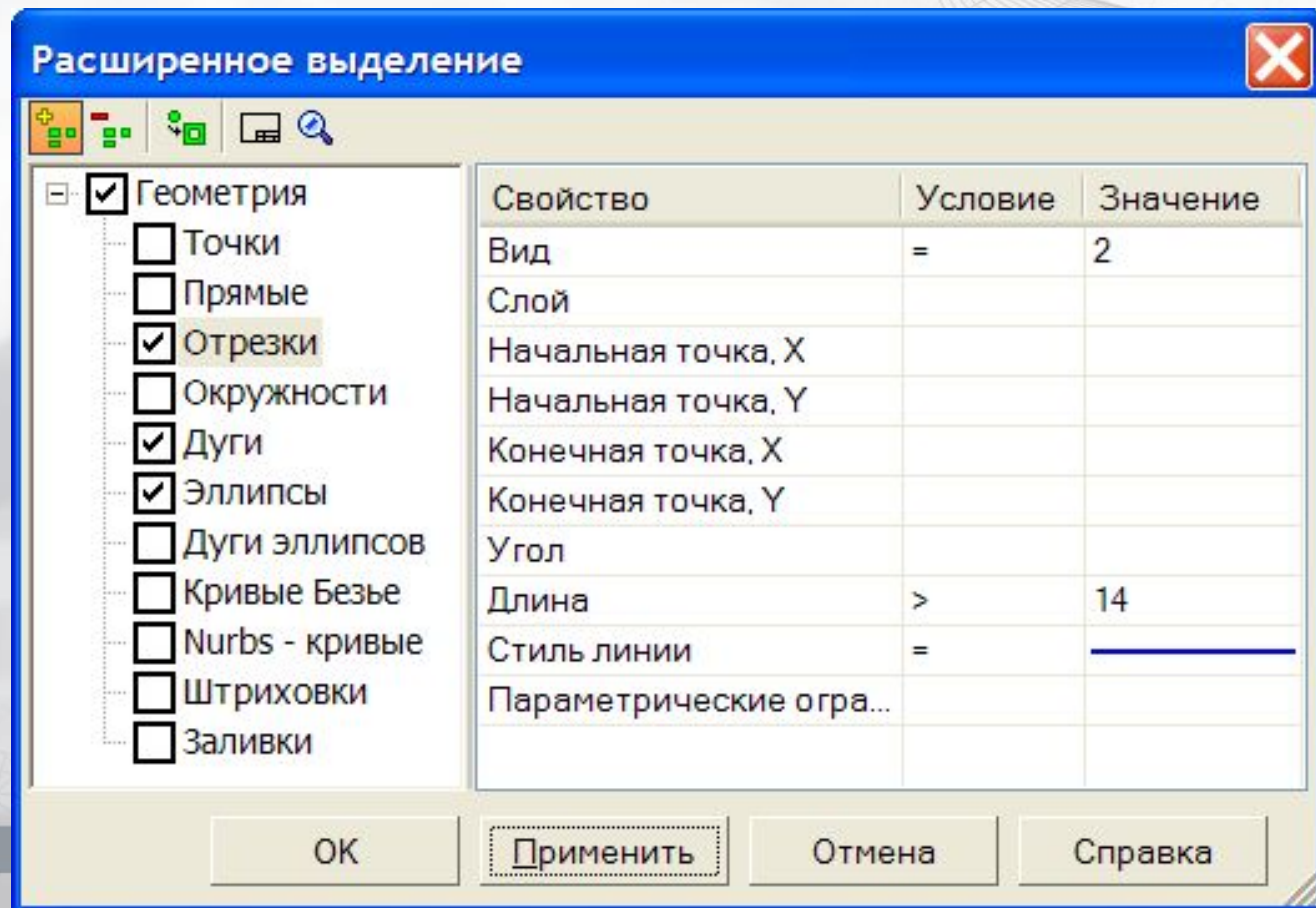 Расширенное выделение
Геометрия
Точки
Прямые
Отрезки
Окружности
Дуги
Эллипсы
Дуги эллипсов
Кривые Безье
Nurbs - кривые
Штриховки
Заливки
Свойство Условие Значение
Вид = 2
Слой
Начальная точка, X
Начальная точка, Y
Конечная точка, X
Конечная точка, Y
Угол
Длина > 14
Стиль линии =
Параметрические огра...
OK Применить Отмена Справка